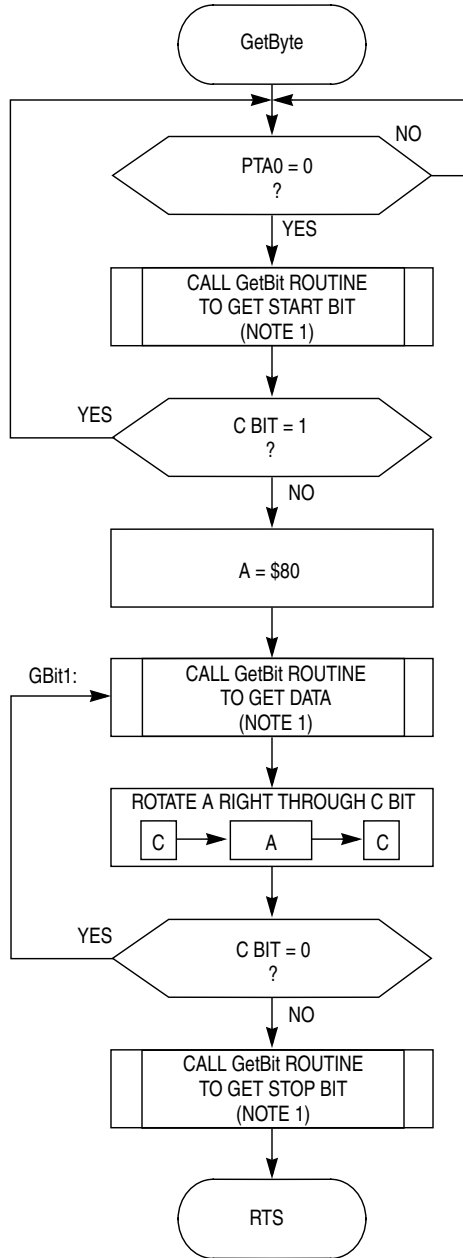 GetByte
NO
PTA0 = 0
?
YES
CALL GetBit ROUTINE
TO GET START BIT
(NOTE 1)
YES
C BIT = 1
?
NO
A = $80
GBit1:
CALL GetBit ROUTINE
TO GET DATA
(NOTE 1)
ROTATE A RIGHT THROUGH C BIT
C A C
YES
C BIT = 0
?
NO
CALL GetBit ROUTINE
TO GET STOP BIT
(NOTE 1)
RTS